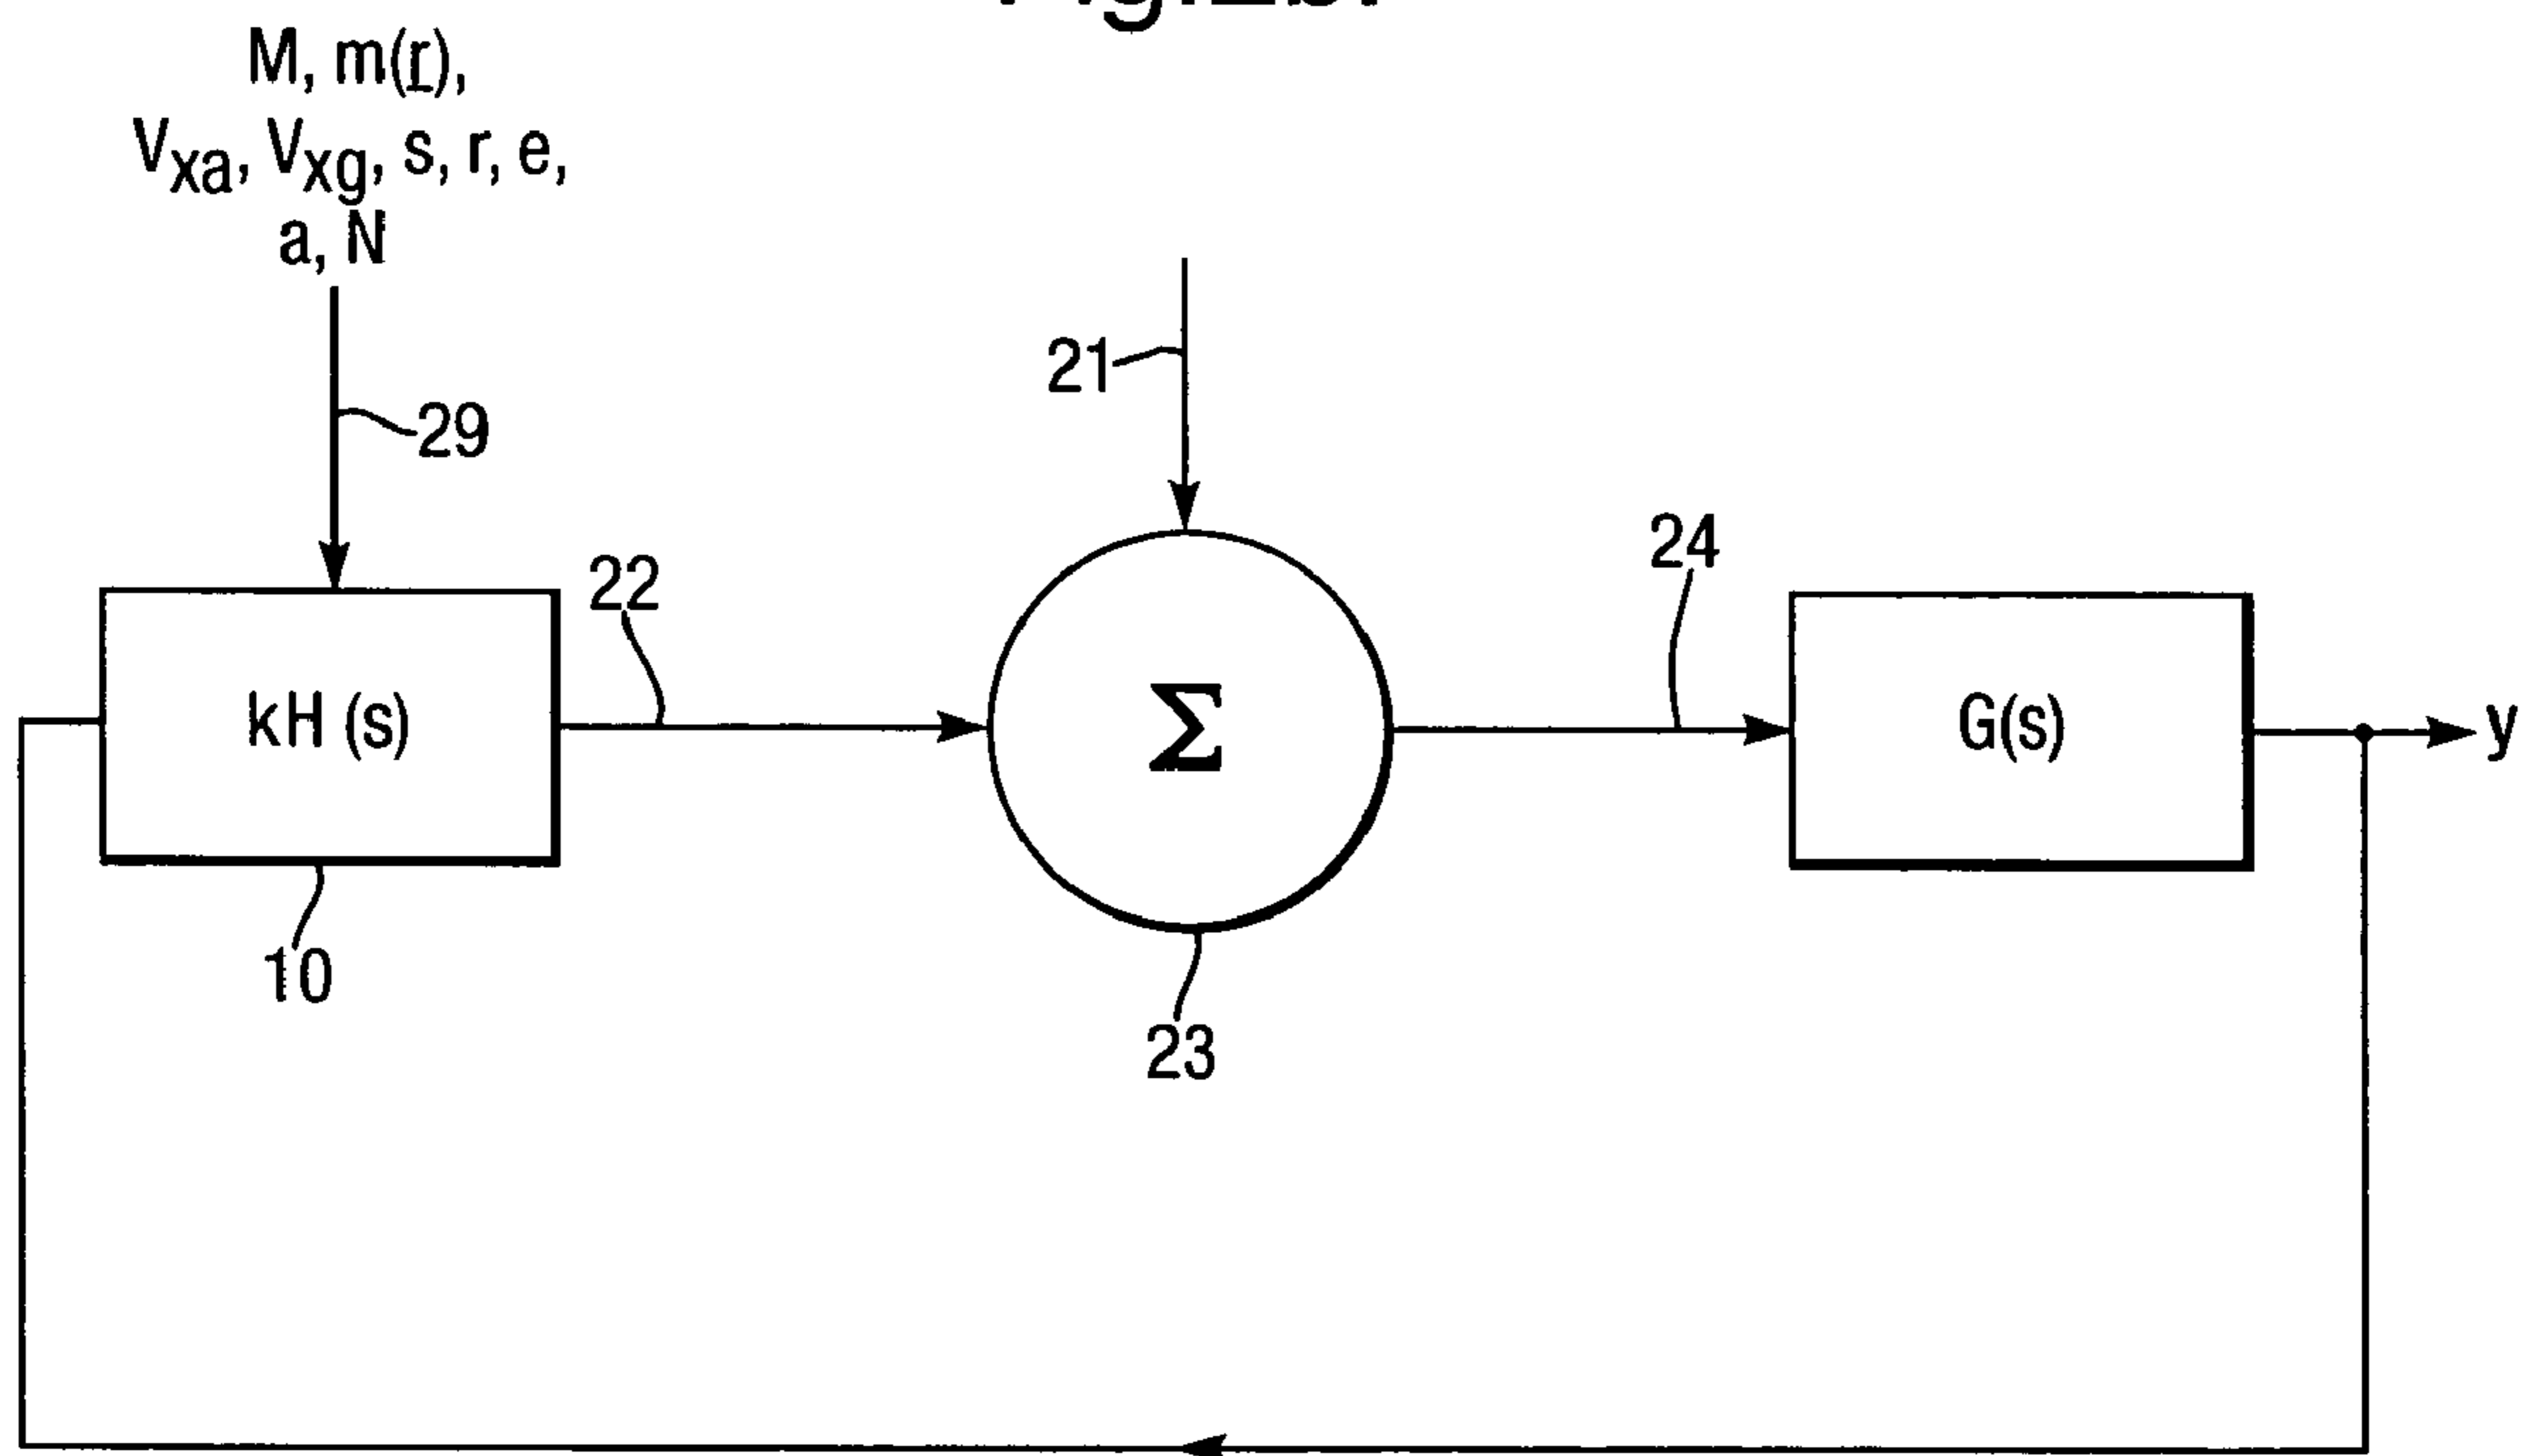 M, m(r),
Vxa, Vxg, s, r, e,
a, N
21
29
24
22
kH (s)
Σ
G(s)
y
10
23